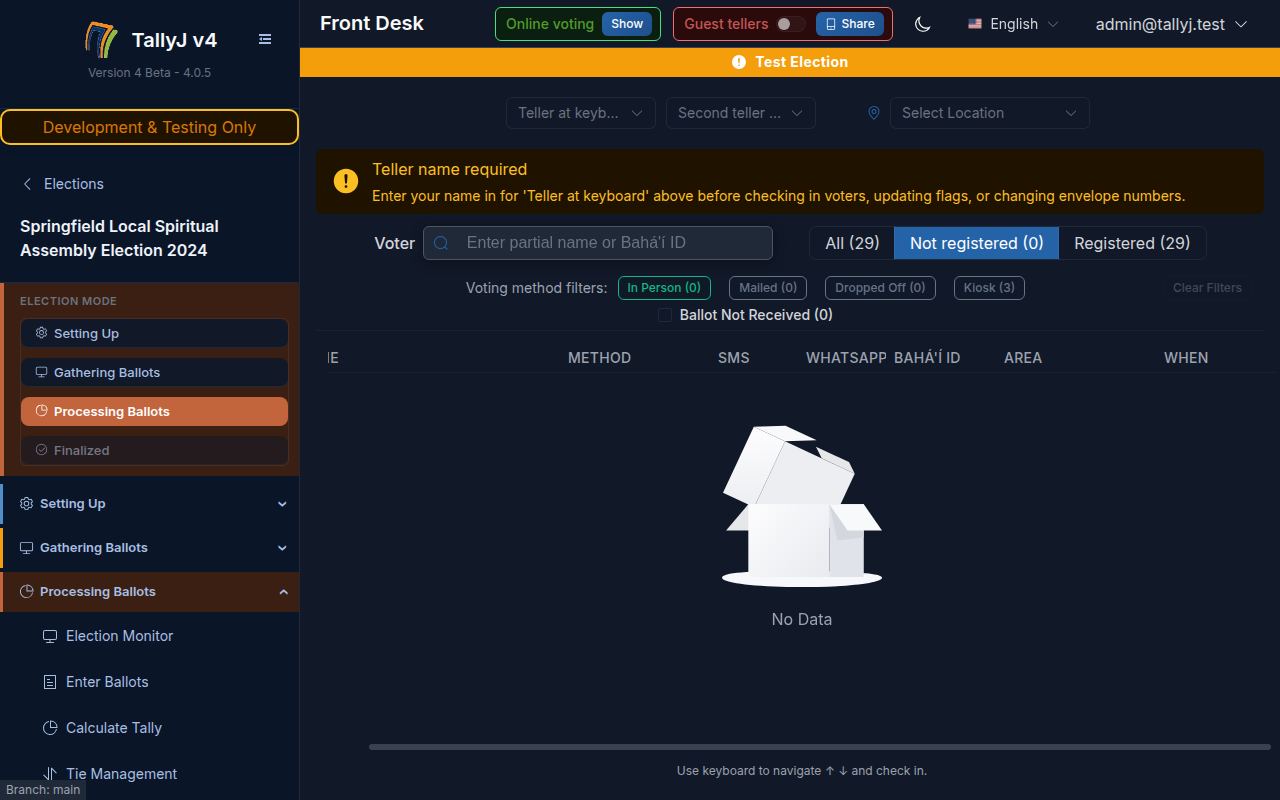 TallyJ v4
Version 4 Beta - 4.0.5
Development & Testing Only
Elections
Springfield Local Spiritual
Assembly Election 2024
ELECTION MODE
Setting Up
Gathering Ballots
Processing Ballots
Finalized
Setting Up
Gathering Ballots
Processing Ballots
Election Monitor
Enter Ballots
Calculate Tally
Tie Management
Branch: main
Front Desk
Online voting Show
Guest tellers Share
English
admin@tallyj.test
Test Election
Teller at keyb...
Second teller ...
Select Location
Teller name required
Enter your name in for 'Teller at keyboard' above before checking in voters, updating flags, or changing envelope numbers.
Voter Enter partial name or Bahá'í ID
All (29) Not registered (0) Registered (29)
Voting method filters: In Person (0) Mailed (0) Dropped Off (0) Kiosk (3) Clear Filters
Ballot Not Received (0)
METHOD SMS WHATSAPP BAHÁ'Í ID AREA WHEN
No Data
Use keyboard to navigate ↑ ↓ and check in.